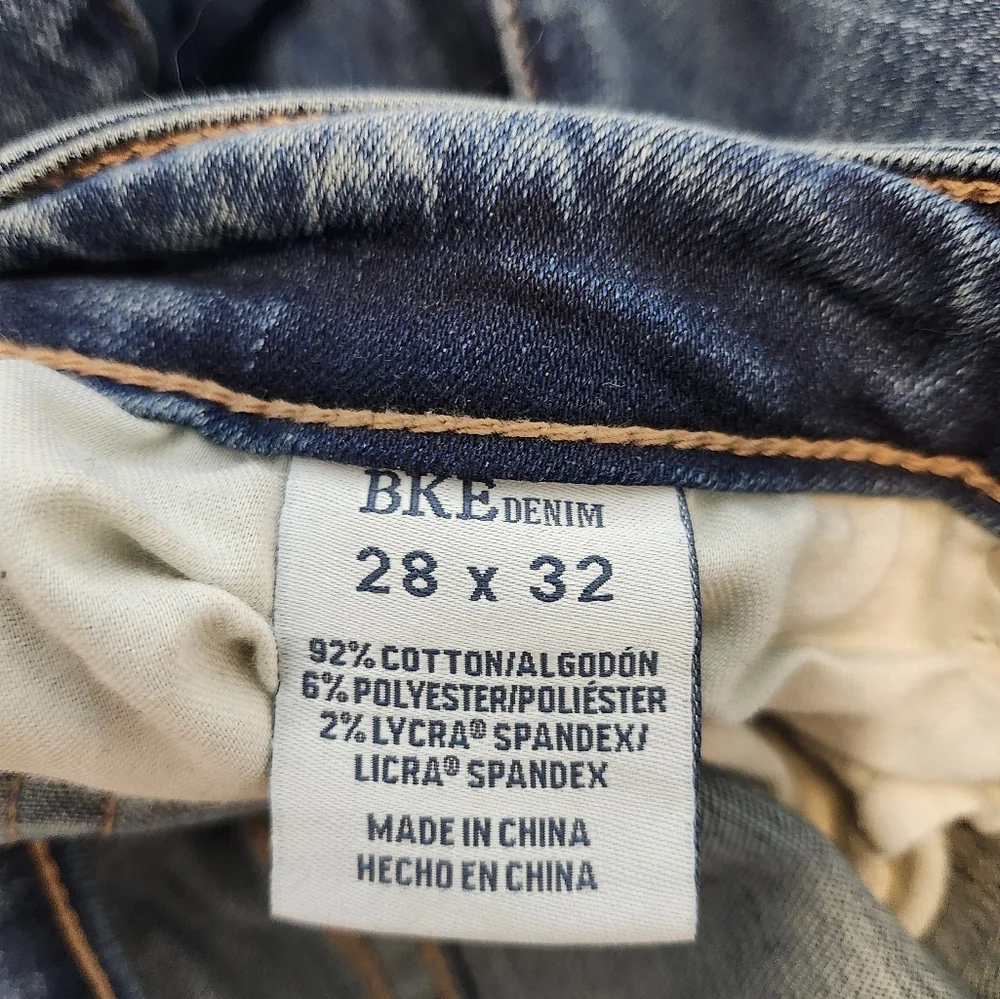 BKE DENIM
28 x 32
92% COTTON/ALGODÓN
6% POLYESTER/POLIÉSTER
2% LYCRA® SPANDEX/
LICRA® SPANDEX
MADE IN CHINA
HECHO EN CHINA